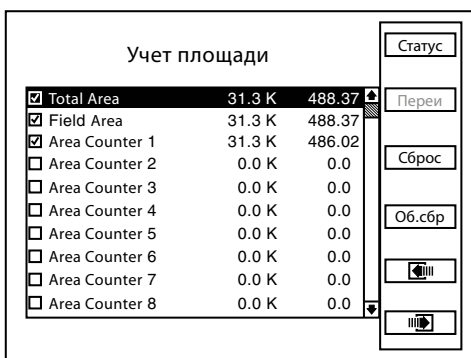 Учет площади
Total Area 31.3 K 488.37
Field Area 31.3 K 488.37
Area Counter 1 31.3 K 486.02
Area Counter 2 0.0 K 0.0
Area Counter 3 0.0 K 0.0
Area Counter 4 0.0 K 0.0
Area Counter 5 0.0 K 0.0
Area Counter 6 0.0 K 0.0
Area Counter 7 0.0 K 0.0
Area Counter 8 0.0 K 0.0
Статус
Переи
Сброс
Об.сбр